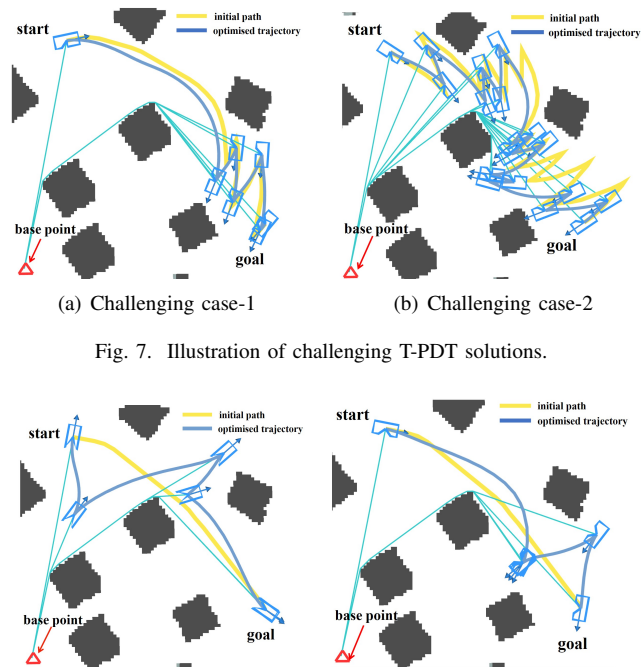 initial path
optimised trajectory
start
base point
goal
(a) Challenging case-1
initial path
optimised trajectory
start
base point
goal
(b) Challenging case-2
Fig. 7. Illustration of challenging T-PDT solutions.
initial path
optimised trajectory
start
base point
goal
initial path
optimised trajectory
start
base point
goal